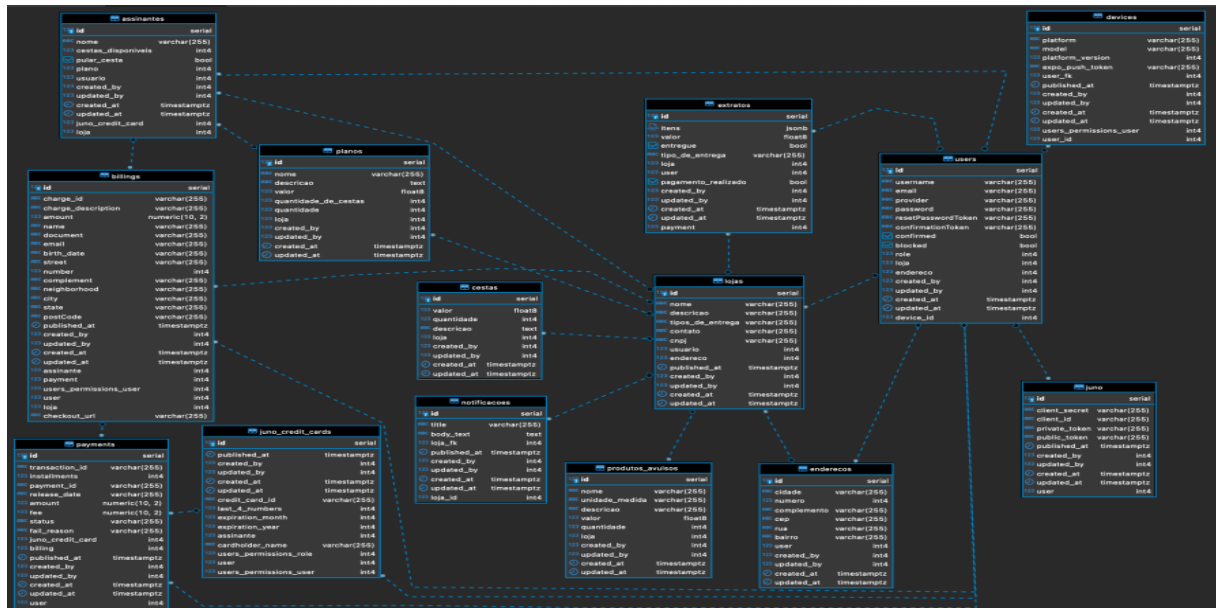 assinantes
id serial
nome varchar(255)
cestas_disponiveis int4
pular_cesta bool
plano int4
usuario int4
created_by int4
updated_by int4
created_at timestamptz
updated_at timestamptz
juno_credit_card int4
loja int4
devices
id serial
platform varchar(255)
model varchar(255)
platform_version int4
expo_push_token varchar(255)
user_fk int4
published_at timestamptz
created_by int4
updated_by int4
created_at timestamptz
updated_at timestamptz
users_permissions_user int4
user_id int4
extratos
id serial
itens jsonb
valor float8
entregue bool
tipo_de_entrega varchar(255)
loja int4
user int4
pagamento_realizado bool
created_by int4
updated_by int4
created_at timestamptz
updated_at timestamptz
payment int4
planos
id serial
nome varchar(255)
descricao text
valor float8
quantidade_de_cestas int4
quantidade int4
loja int4
created_by int4
updated_by int4
created_at timestamptz
updated_at timestamptz
users
id serial
username varchar(255)
email varchar(255)
provider varchar(255)
password varchar(255)
resetPasswordToken varchar(255)
confirmationToken varchar(255)
confirmed bool
blocked bool
role int4
loja int4
endereco int4
created_by int4
updated_by int4
created_at timestamptz
updated_at timestamptz
device_id int4
billings
id serial
charge_id varchar(255)
charge_description varchar(255)
amount numeric(10, 2)
name varchar(255)
document varchar(255)
email varchar(255)
birth_date varchar(255)
street varchar(255)
number int4
complement varchar(255)
neighborhood varchar(255)
city varchar(255)
state varchar(255)
postCode varchar(255)
published_at timestamptz
created_by int4
updated_by int4
created_at timestamptz
updated_at timestamptz
assinante int4
payment int4
users_permissions_user int4
user int4
loja int4
checkout_url varchar(255)
cestas
id serial
valor float8
quantidade int4
descricao text
loja int4
created_by int4
updated_by int4
created_at timestamptz
updated_at timestamptz
lojas
id serial
nome varchar(255)
descricao varchar(255)
tipos_de_entrega varchar(255)
contato varchar(255)
cnpj varchar(255)
usuario int4
endereco int4
published_at timestamptz
created_by int4
updated_by int4
created_at timestamptz
updated_at timestamptz
juno
id serial
client_secret varchar(255)
client_id varchar(255)
private_token varchar(255)
public_token varchar(255)
published_at timestamptz
created_by int4
updated_by int4
created_at timestamptz
updated_at timestamptz
user int4
notificacoes
id serial
title varchar(255)
body_text text
loja_fk int4
published_at timestamptz
created_by int4
updated_by int4
created_at timestamptz
updated_at timestamptz
loja_id int4
payments
id serial
transaction_id varchar(255)
installments int4
payment_id varchar(255)
release_date varchar(255)
amount numeric(10, 2)
fee numeric(10, 2)
status varchar(255)
fail_reason varchar(255)
juno_credit_card int4
billing int4
published_at timestamptz
created_by int4
updated_by int4
created_at timestamptz
updated_at timestamptz
user int4
juno_credit_cards
id serial
published_at timestamptz
created_by int4
updated_by int4
created_at timestamptz
updated_at timestamptz
credit_card_id varchar(255)
last_4_numbers int4
expiration_month int4
expiration_year int4
assinante int4
cardholder_name varchar(255)
users_permissions_role int4
user int4
users_permissions_user int4
produtos_avulsos
id serial
nome varchar(255)
unidade_medida varchar(255)
descricao varchar(255)
valor float8
quantidade int4
loja int4
created_by int4
updated_by int4
created_at timestamptz
updated_at timestamptz
enderecos
id serial
cidade varchar(255)
numero int4
complemento varchar(255)
cep varchar(255)
rua varchar(255)
bairro varchar(255)
user int4
created_by int4
updated_by int4
created_at timestamptz
updated_at timestamptz